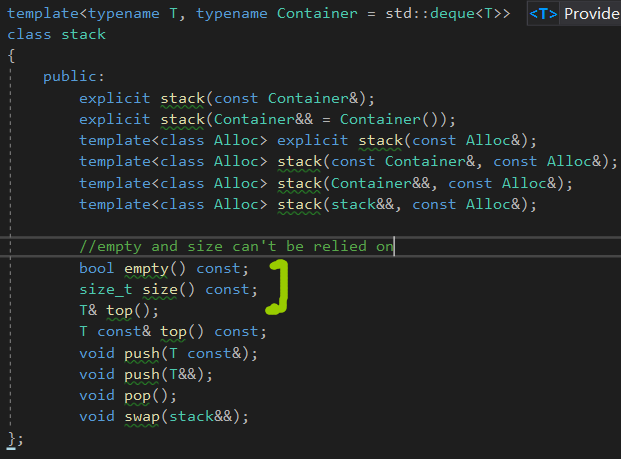 template<typename T, typename Container = std::deque<T>> <T> Provide
class stack
{
public:
explicit stack(const Container&);
explicit stack(Container&& = Container());
template<class Alloc> explicit stack(const Alloc&);
template<class Alloc> stack(const Container&, const Alloc&);
template<class Alloc> stack(Container&&, const Alloc&);
template<class Alloc> stack(stack&&, const Alloc&);
//empty and size can't be relied on
bool empty() const;
size_t size() const;
T& top();
T const& top() const;
void push(T const&);
void push(T&&);
void pop();
void swap(stack&&);
};